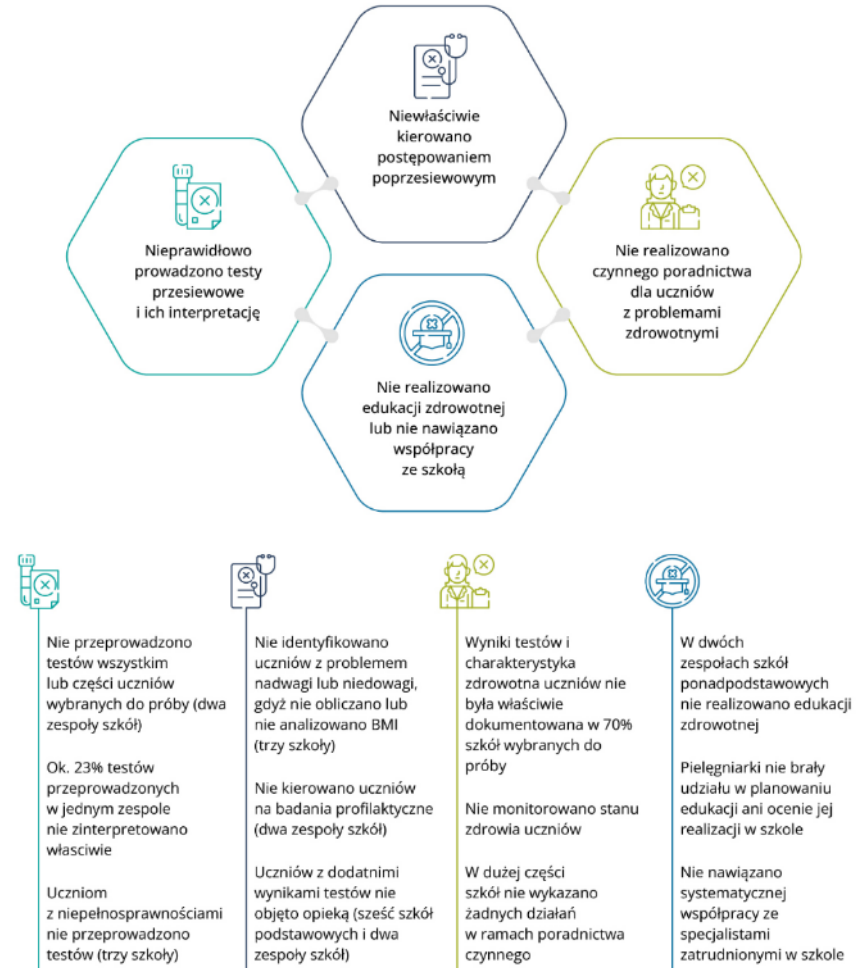 Niewłaściwie
kierowano
postępowaniem
poprzesiewowym
Nieprawidłowo
prowadzono testy
przesiewowe
i ich interpretację
Nie realizowano
czynnego poradnictwa
dla uczniów
z problemami
zdrowotnymi
Nie realizowano
edukacji zdrowotnej
lub nie nawiązano
współpracy
ze szkołą
Nie przeprowadzono
testów wszystkim
lub części uczniów
wybranych do próby (dwa
zespoły szkół)
Ok. 23% testów
przeprowadzonych
w jednym zespole
nie zinterpretowano
własciwie
Uczniom
z niepełnosprawnościami
nie przeprowadzono
testów (trzy szkoły)
Nie identyfikowano
uczniów z problemem
nadwagi lub niedowagi,
gdyż nie obliczano lub
nie analizowano BMI
(trzy szkoły)
Nie kierowano uczniów
na badania profilaktyczne
(dwa zespoły szkół)
Uczniów z dodatnimi
wynikami testów nie
objęto opieką (sześć szkół
podstawowych i dwa
zespoły szkół)
Wyniki testów i
charakterystyka
zdrowotna uczniów nie
była właściwie
dokumentowana w 70%
szkół wybranych do
próby
Nie monitorowano stanu
zdrowia uczniów
W dużej części
szkół nie wykazano
żadnych działań
w ramach poradnictwa
czynnego
W dwóch
zespołach szkół
ponadpodstawowych
nie realizowano edukacji
zdrowotnej
Pielęgniarki nie brały
udziału w planowaniu
edukacji ani ocenie jej
realizacji w szkole
Nie nawiązano
systematycznej
współpracy ze
specjalistami
zatrudnionymi w szkole